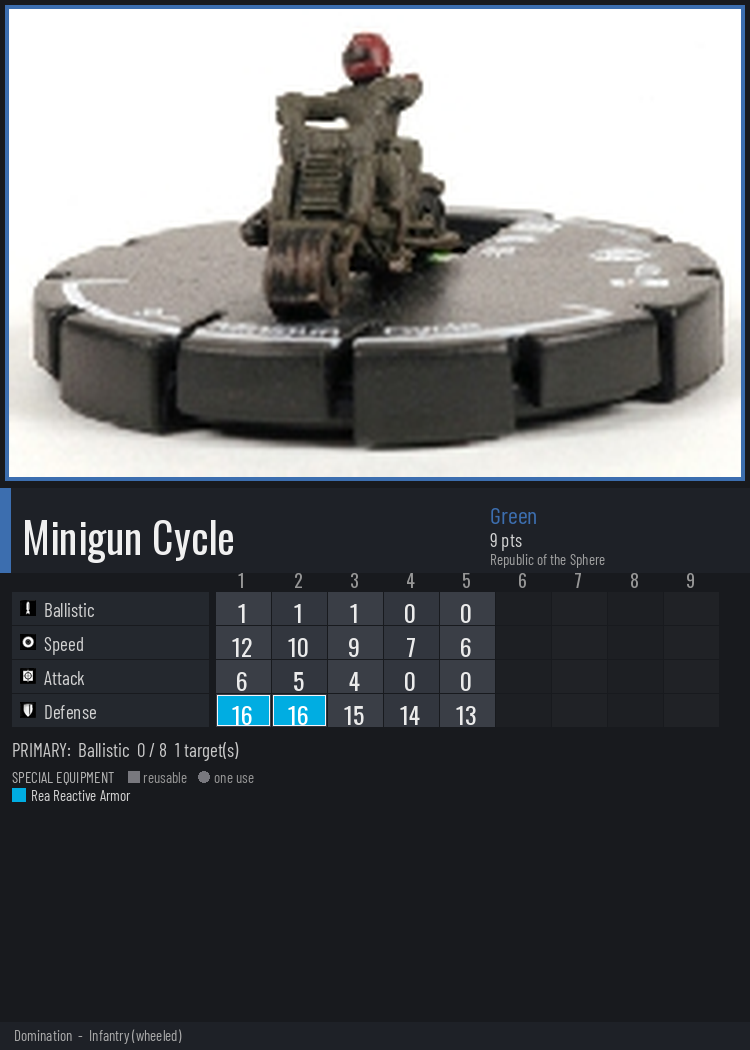 Minigun Cycle
Green
9 pts
Republic of the Sphere
1 2 3 4 5 6 7 8 9
Ballistic 1 1 1 0 0
Speed 12 10 9 7 6
Attack 6 5 4 0 0
Defense 16 16 15 14 13
PRIMARY: Ballistic 0 / 8 1 target(s)
SPECIAL EQUIPMENT reusable one use
Rea Reactive Armor
Domination - Infantry (wheeled)